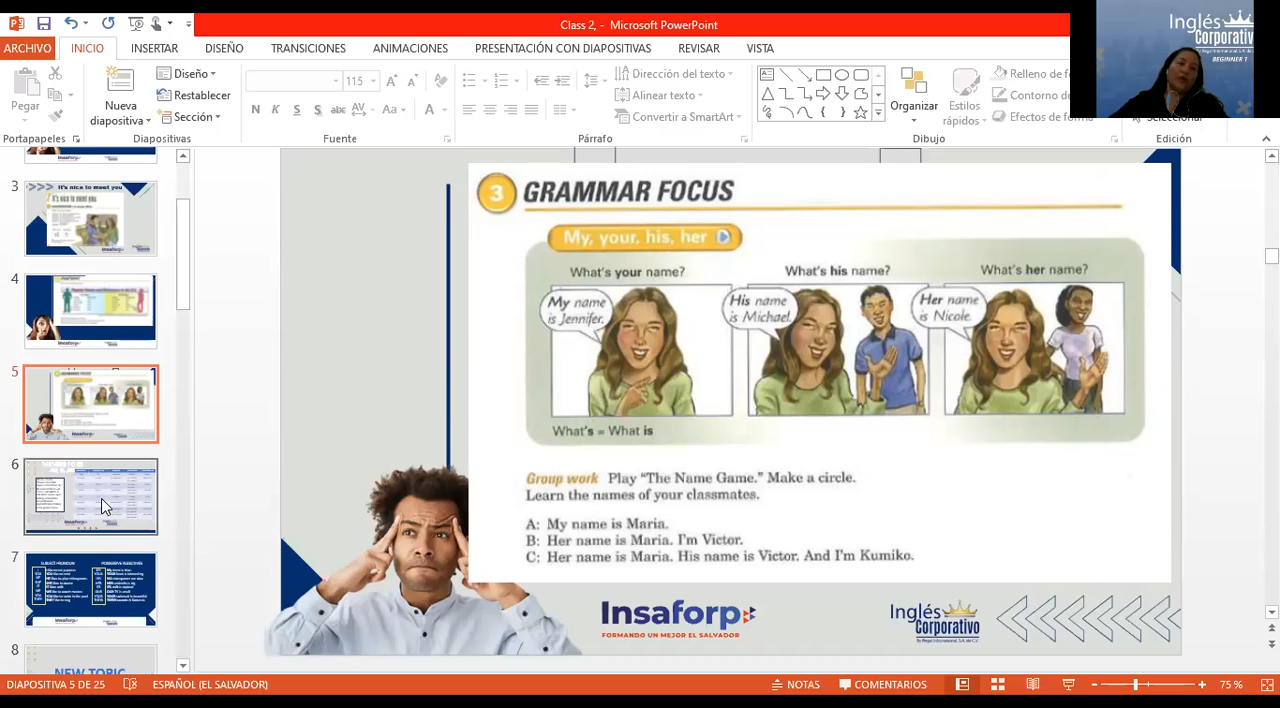 Class 2, - Microsoft PowerPoint
ARCHIVO INICIO INSERTAR DISEÑO TRANSICIONES ANIMACIONES PRESENTACIÓN CON DIAPOSITIVAS REVISAR VISTA
Pegar
Nueva diapositiva
Diseño
Restablecer
Sección
115
N K S S abc AV Aa A
Dirección del texto
Alinear texto
Convertir a SmartArt
Organizar
Estilos rápidos
Relleno de
Contorno de
Efectos de forma
Seleccionar
Portapapeles Diapositivas Fuente Párrafo Dibujo Edición
Inglés
Corporativo
BEGINNER 1
3
It's nice to meet you
4
5
6
7
SUBJECT PRONOUN
8
NEW TOPIC
3 GRAMMAR FOCUS
My, your, his, her
What's your name? What's his name? What's her name?
My name
is Jennifer.
His name
is Michael.
Her name
is Nicole.
What's = What is
Group work Play “The Name Game.” Make a circle.
Learn the names of your classmates.
A: My name is Maria.
B: Her name is Maria. I'm Victor.
C: Her name is Maria. His name is Victor. And I'm Kumiko.
Insaforp
FORMANDO UN MEJOR EL SALVADOR
Inglés
Corporativo
DIAPOSITIVA 5 DE 25 ESPAÑOL (EL SALVADOR) NOTAS COMENTARIOS 75 %